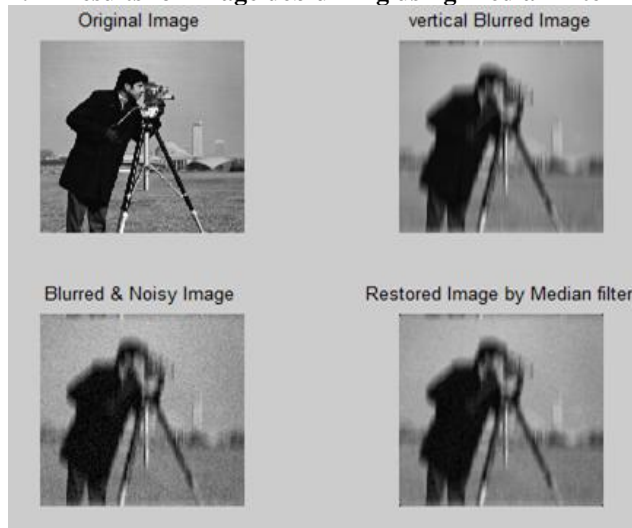 Original Image
vertical Blurred Image
Blurred & Noisy Image
Restored Image by Median filter